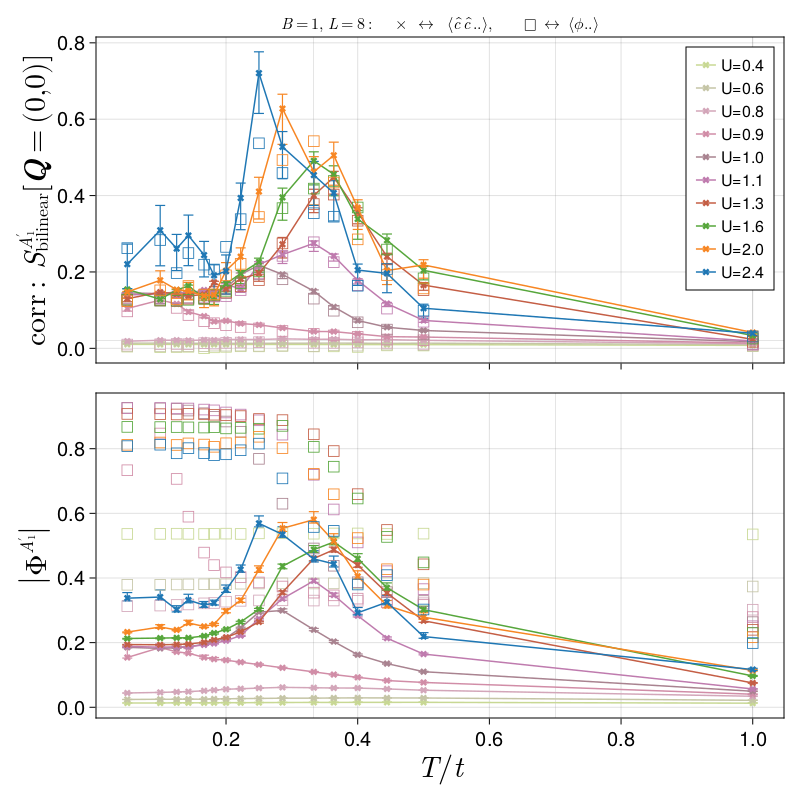 B = 1, L = 8 :   × ↔ ⟨ĉ ĉ ..⟩,   □ ↔ ⟨ϕ..⟩
corr : 𝒮^{A′₁}_{bilinear}[𝑸 = (0,0)]
0.8
0.6
0.4
0.2
0.0
U=0.4
U=0.6
U=0.8
U=0.9
U=1.0
U=1.1
U=1.3
U=1.6
U=2.0
U=2.4
|Φ^{A′₁}|
0.8
0.6
0.4
0.2
0.0
0.2 0.4 0.6 0.8 1.0
T/t